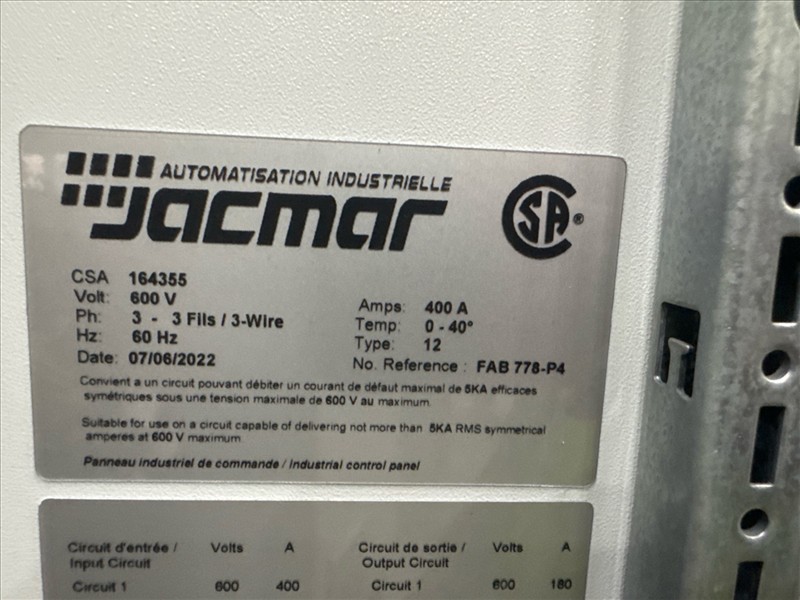 AUTOMATISATION INDUSTRIELLE
Jacmar
CSA ®
CSA 164355
Volt: 600 V
Ph: 3 - 3 Fils / 3-Wire
Hz: 60 Hz
Date: 07/06/2022
Amps: 400 A
Temp: 0 - 40°
Type: 12
No. Reference : FAB 778-P4
Convient a un circuit pouvant débiter un courant de défaut maximal de 5KA efficaces
symétriques sous une tension maximale de 600 V au maximum
Suitable for use on a circuit capable of delivering not more than 5KA RMS symmetrical
amperes at 600 V maximum
Panneau industriel de commande / Industrial control panel
Circuit d'entrée / Volts A Circuit de sortie / Volts A
Input Circuit Output Circuit
Circuit 1 600 400 Circuit 1 600 180